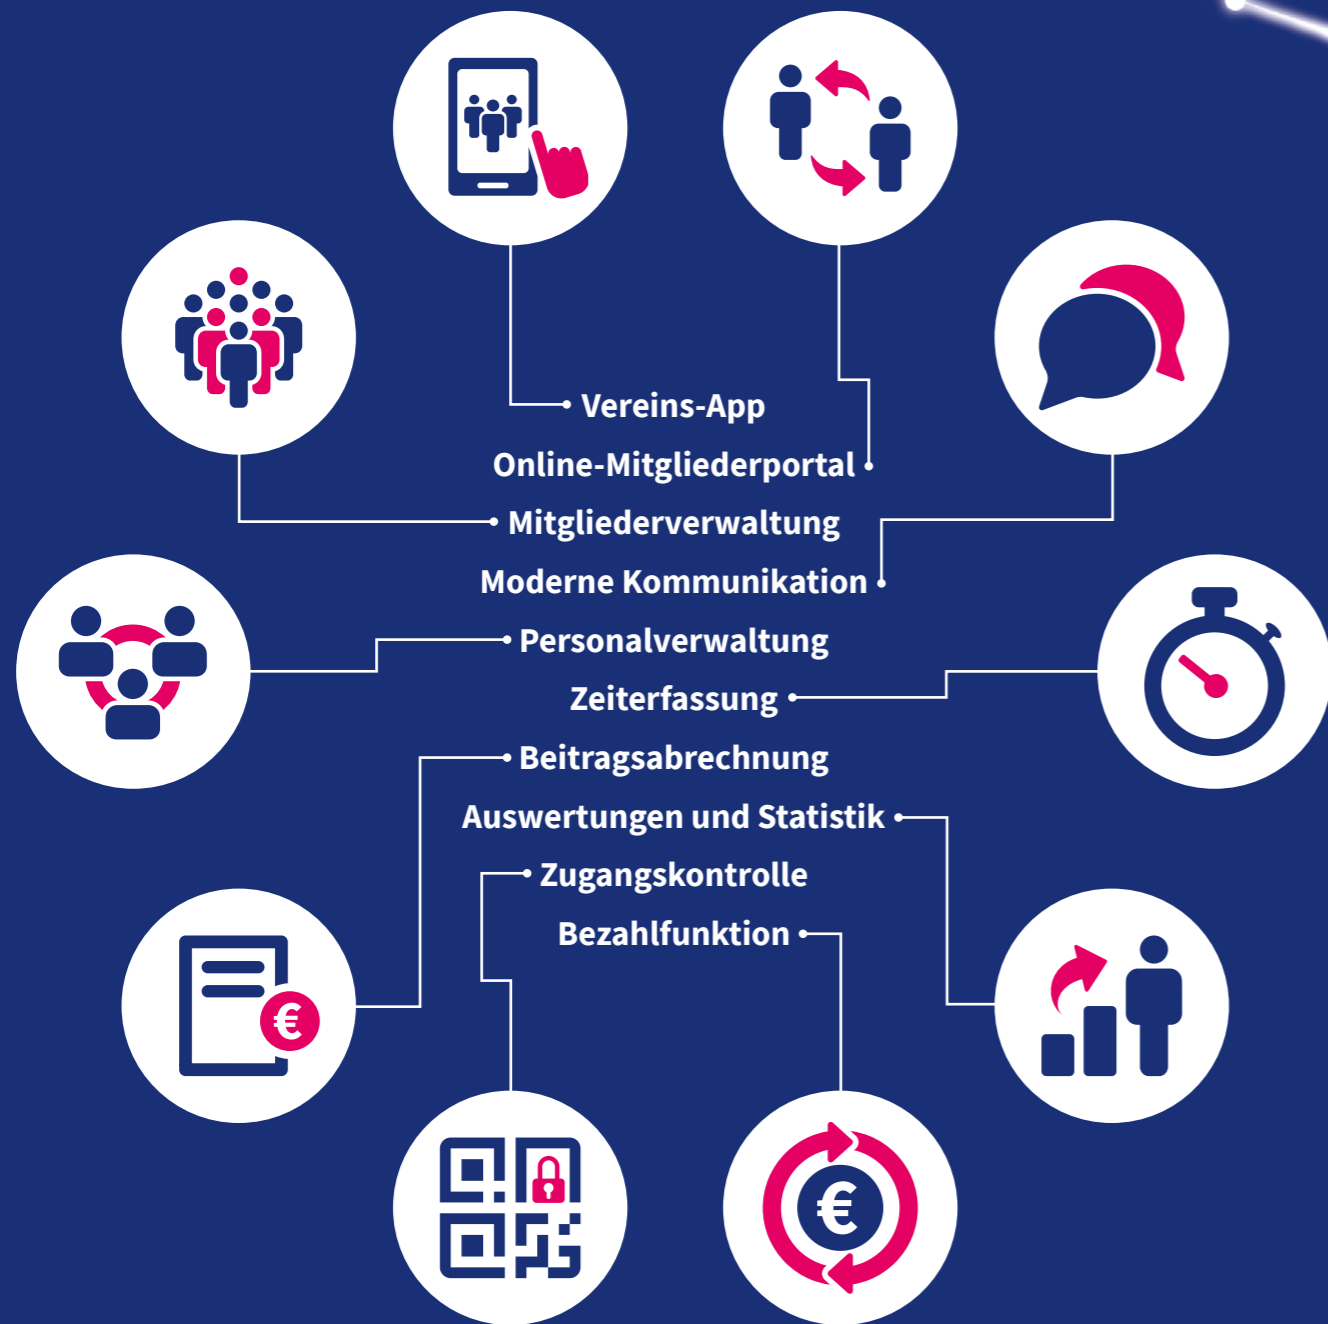 Vereins-App
Online-Mitgliederportal
Mitgliederverwaltung
Moderne Kommunikation
Personalverwaltung
Zeiterfassung
Beitragsabrechnung
Auswertungen und Statistik
Zugangskontrolle
Bezahlfunktion
€
€